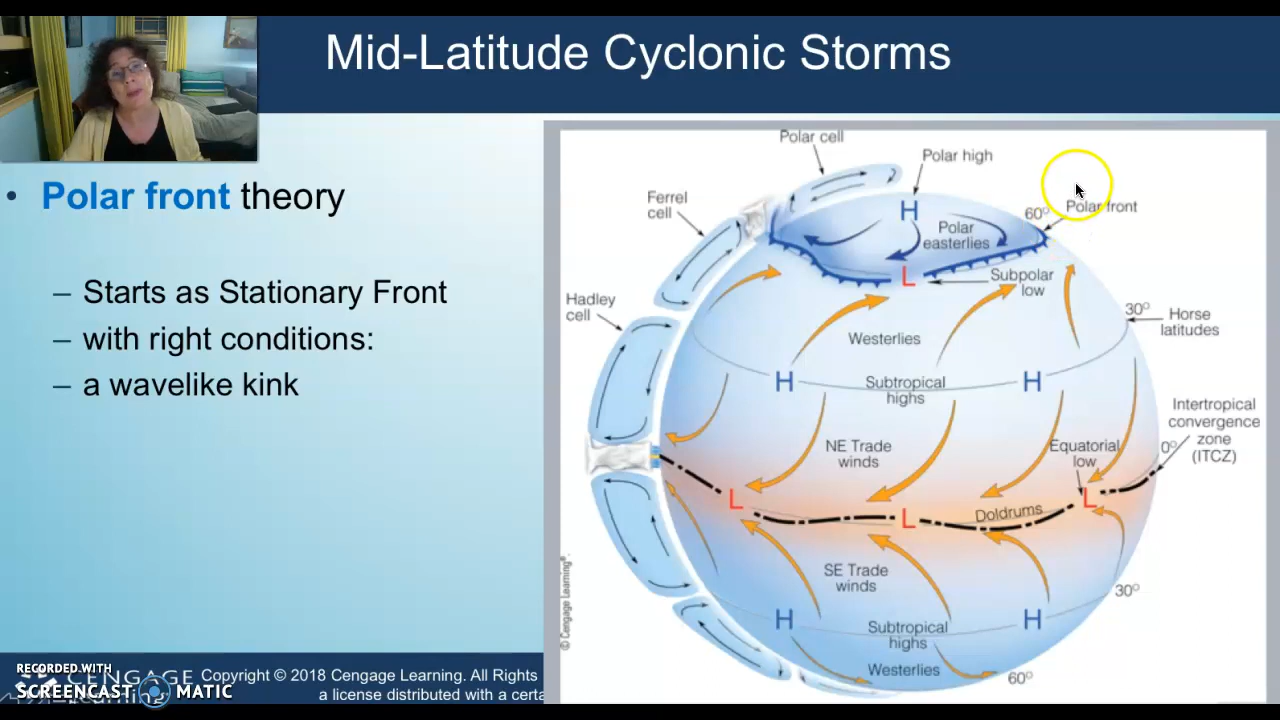 Mid-Latitude Cyclonic Storms
• Polar front theory
– Starts as Stationary Front
– with right conditions:
– a wavelike kink
Polar cell
Polar high
Ferrel
cell
H
60°
Polar front
Polar
easterlies
L
Subpolar
low
Hadley
cell
30°
Horse
latitudes
Westerlies
H
Subtropical
highs
H
Intertropical
convergence
zone
(ITCZ)
NE Trade
winds
Equatorial
low
0°
L
L
L
Doldrums
SE Trade
winds
30°
H
Subtropical
highs
H
Westerlies
60°
© Cengage Learning®.
RECORDED WITH
SCREENCAST MATIC
CENGAGE
Learning
Copyright © 2018 Cengage Learning. All Rights
a license distributed with a certa